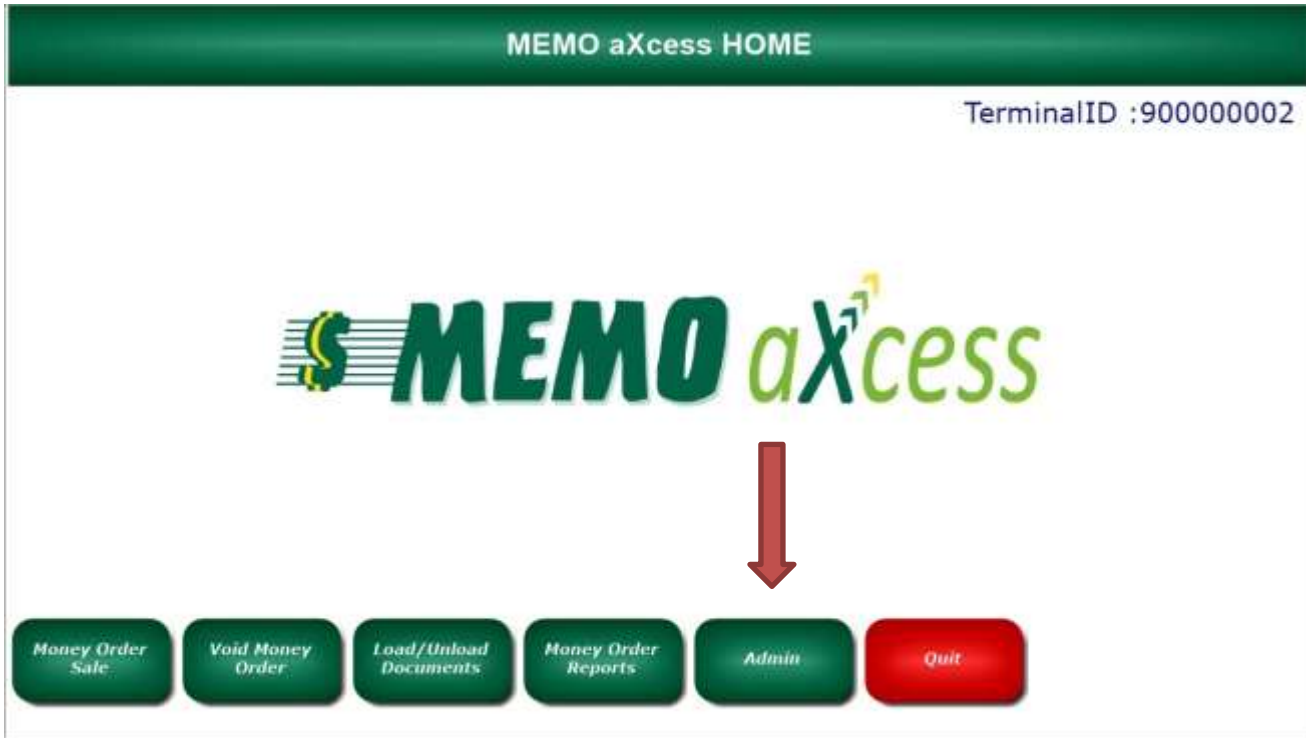 MEMO aXcess HOME
TerminalID :900000002
$ MEMO aXcess
Money Order
Sale
Void Money
Order
Load/Unload
Documents
Money Order
Reports
Admin
Quit